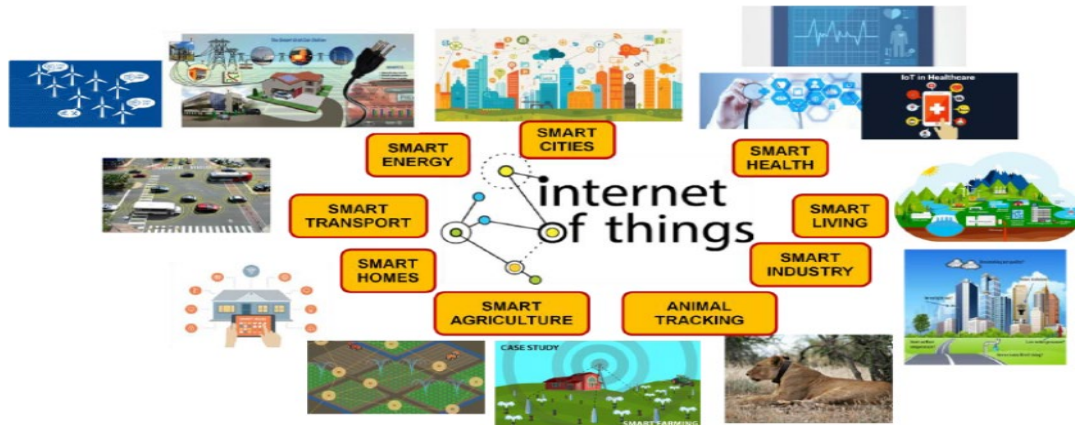 IoT in Healthcare
SMART
CITIES
SMART
ENERGY
SMART
HEALTH
internet
of things
SMART
TRANSPORT
SMART
LIVING
SMART
HOMES
SMART
INDUSTRY
SMART
AGRICULTURE
ANIMAL
TRACKING
CASE STUDY
SMART FARMING